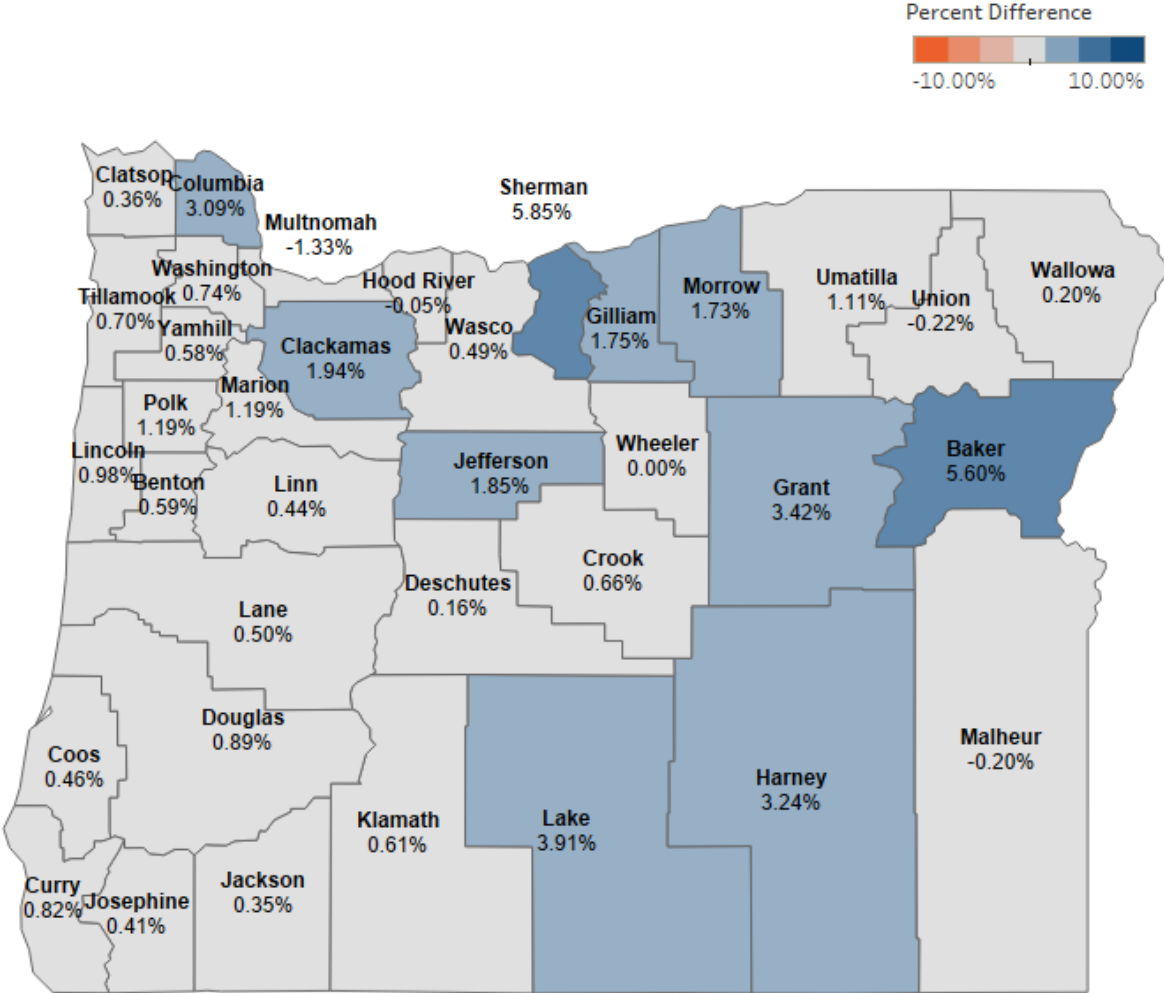 Percent Difference
-10.00%
10.00%
Clatsop
0.36%
Columbia
3.09%
Multnomah
-1.33%
Sherman
5.85%
Washington
0.74%
Hood River
-0.05%
Tillamook
0.70%
Yamhill
0.58%
Clackamas
1.94%
Wasco
0.49%
Gilliam
1.75%
Morrow
1.73%
Umatilla
1.11%
Union
-0.22%
Wallowa
0.20%
Marion
1.19%
Polk
1.19%
Lincoln
0.98%
Benton
0.59%
Linn
0.44%
Jefferson
1.85%
Wheeler
0.00%
Grant
3.42%
Baker
5.60%
Crook
0.66%
Deschutes
0.16%
Lane
0.50%
Douglas
0.89%
Coos
0.46%
Malheur
-0.20%
Harney
3.24%
Lake
3.91%
Klamath
0.61%
Jackson
0.35%
Curry
0.82%
Josephine
0.41%